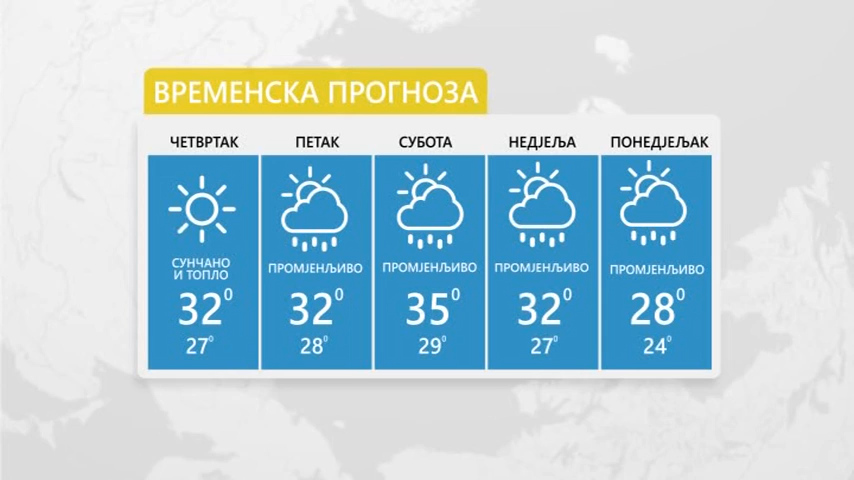 ВРЕМЕНСКА ПРОГНОЗА
ЧЕТВРТАК ПЕТАК СУБОТА НЕДЈЕЉА ПОНЕДЈЕЉАК
СУНЧАНО
И ТОПЛО ПРОМЈЕНЉИВО ПРОМЈЕНЉИВО ПРОМЈЕНЉИВО ПРОМЈЕНЉИВО
32⁰ 32⁰ 35⁰ 32⁰ 28⁰
27⁰ 28⁰ 29⁰ 27⁰ 24⁰